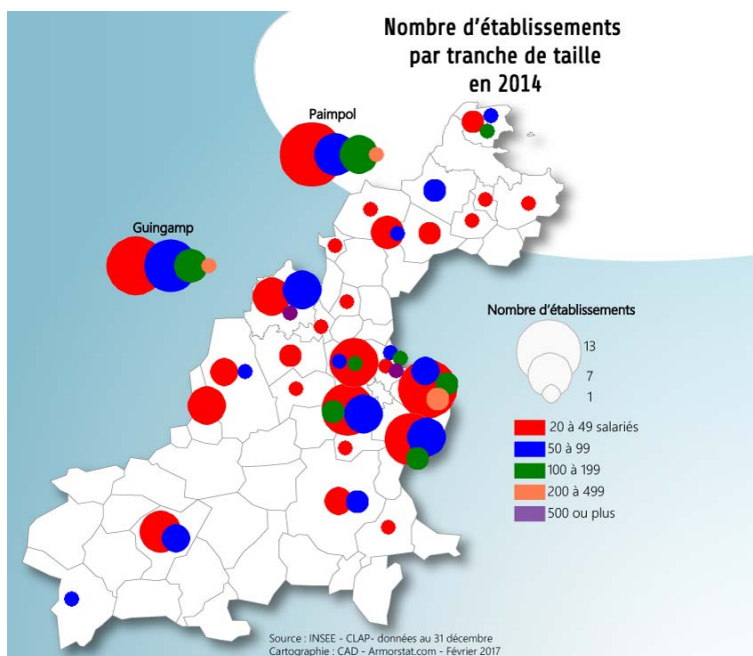 Nombre d'établissements
par tranche de taille
en 2014
Paimpol
Guingamp
Nombre d'établissements
13
7
1
20 à 49 salariés
50 à 99
100 à 199
200 à 499
500 ou plus
Source : INSEE - CLAP- données au 31 décembre
Cartographie : CAD - Armorstat.com - Février 2017